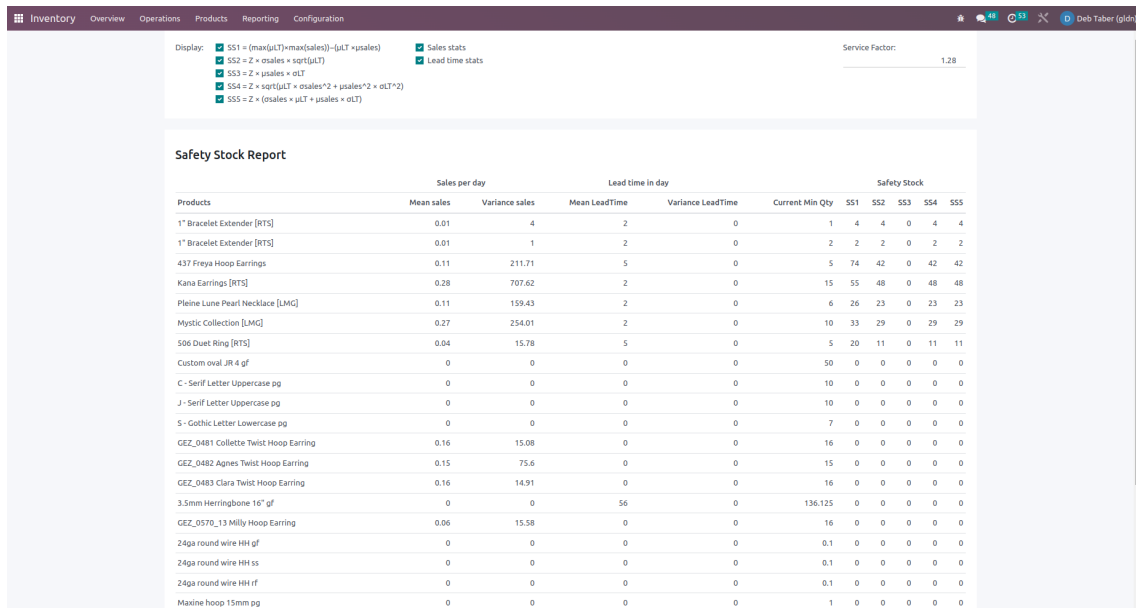 Inventory Overview Operations Products Reporting Configuration 48 53 D Deb Taber (gldn)
Display: SS1 = (max(μLT)×max(sales))−(μLT ×μsales) Sales stats Service Factor:
SS2 = Z × σsales × sqrt(μLT) Lead time stats 1.28
SS3 = Z × μsales × σLT
SS4 = Z × sqrt(μLT × σsales^2 + μsales^2 × σLT^2)
SS5 = Z × (σsales × μLT + μsales × σLT)
Safety Stock Report
Sales per day Lead time in day Safety Stock
Products Mean sales Variance sales Mean LeadTime Variance LeadTime Current Min Qty SS1 SS2 SS3 SS4 SS5
1" Bracelet Extender [RTS] 0.01 4 2 0 1 4 4 0 4 4
1" Bracelet Extender [RTS] 0.01 1 2 0 2 2 2 0 2 2
437 Freya Hoop Earrings 0.11 211.71 5 0 5 74 42 0 42 42
Kana Earrings [RTS] 0.28 707.62 2 0 15 55 48 0 48 48
Pleine Lune Pearl Necklace [LMG] 0.11 159.43 2 0 6 26 23 0 23 23
Mystic Collection [LMG] 0.27 254.01 2 0 10 33 29 0 29 29
506 Duet Ring [RTS] 0.04 15.78 5 0 5 20 11 0 11 11
Custom oval JR 4 gf 0 0 0 0 50 0 0 0 0 0
C - Serif Letter Uppercase pg 0 0 0 0 10 0 0 0 0 0
J - Serif Letter Uppercase pg 0 0 0 0 10 0 0 0 0 0
S - Gothic Letter Lowercase pg 0 0 0 0 7 0 0 0 0 0
GEZ_0481 Collette Twist Hoop Earring 0.16 15.08 0 0 16 0 0 0 0 0
GEZ_0482 Agnes Twist Hoop Earring 0.15 75.6 0 0 15 0 0 0 0 0
GEZ_0483 Clara Twist Hoop Earring 0.16 14.91 0 0 16 0 0 0 0 0
3.5mm Herringbone 16" gf 0 0 56 0 136.125 0 0 0 0 0
GEZ_0570_13 Milly Hoop Earring 0.06 15.58 0 0 16 0 0 0 0 0
24ga round wire HH gf 0 0 0 0 0.1 0 0 0 0 0
24ga round wire HH ss 0 0 0 0 0.1 0 0 0 0 0
24ga round wire HH rf 0 0 0 0 0.1 0 0 0 0 0
Maxine hoop 15mm pg 0 0 0 0 1 0 0 0 0 0